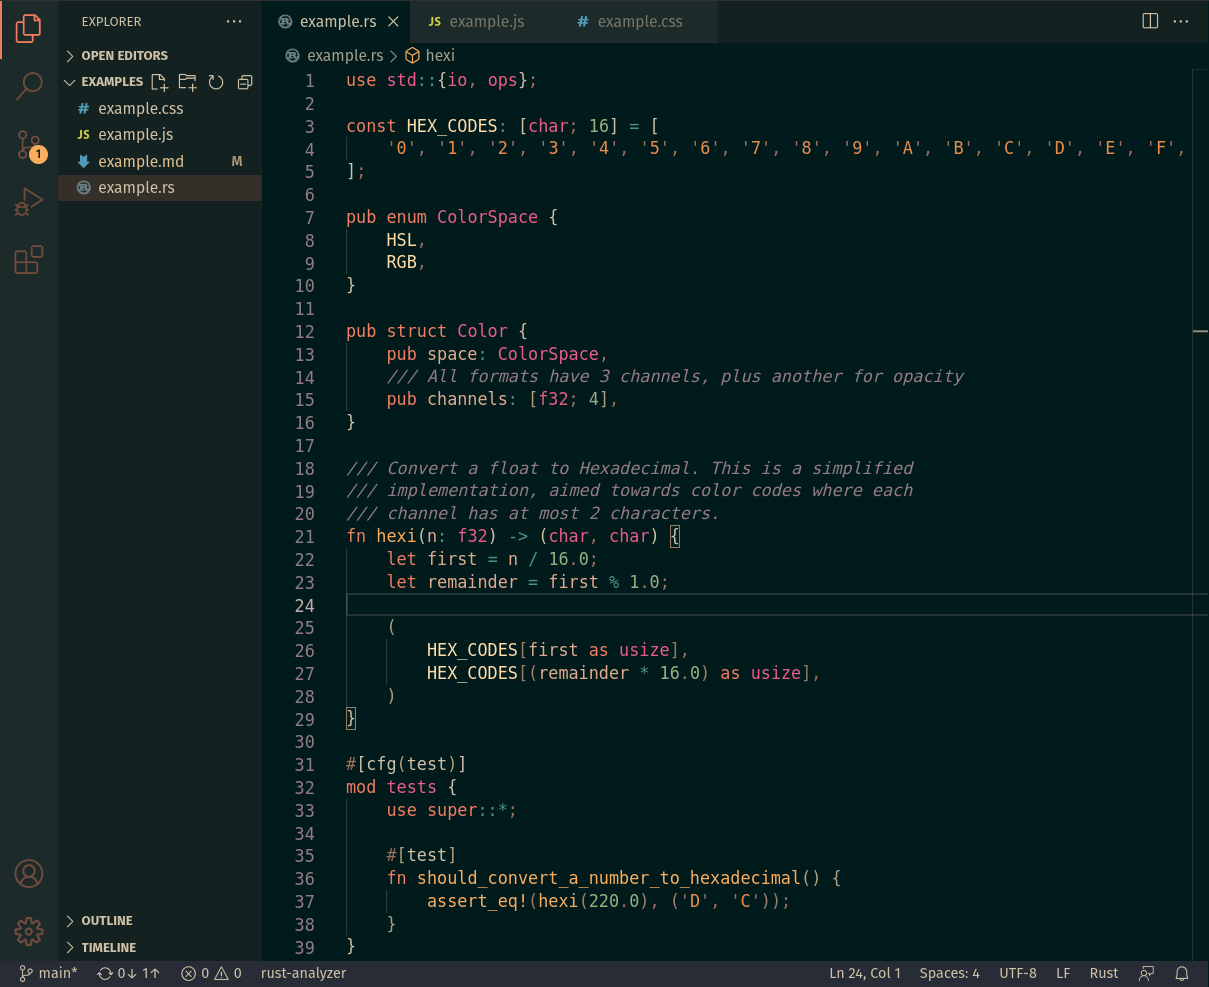 EXPLORER ···
OPEN EDITORS
EXAMPLES
# example.css
JS example.js
example.md M
example.rs
1
OUTLINE
TIMELINE
example.rs JS example.js # example.css ···
example.rs > hexi
1 use std::{io, ops};
2
3 const HEX_CODES: [char; 16] = [
4     '0', '1', '2', '3', '4', '5', '6', '7', '8', '9', 'A', 'B', 'C', 'D', 'E', 'F',
5 ];
6
7 pub enum ColorSpace {
8     HSL,
9     RGB,
10 }
11
12 pub struct Color {
13     pub space: ColorSpace,
14     /// All formats have 3 channels, plus another for opacity
15     pub channels: [f32; 4],
16 }
17
18 /// Convert a float to Hexadecimal. This is a simplified
19 /// implementation, aimed towards color codes where each
20 /// channel has at most 2 characters.
21 fn hexi(n: f32) -> (char, char) {
22     let first = n / 16.0;
23     let remainder = first % 1.0;
24
25     (
26         HEX_CODES[first as usize],
27         HEX_CODES[(remainder * 16.0) as usize],
28     )
29 }
30
31 #[cfg(test)]
32 mod tests {
33     use super::*;
34
35     #[test]
36     fn should_convert_a_number_to_hexadecimal() {
37         assert_eq!(hexi(220.0), ('D', 'C'));
38     }
39 }
main* 0↓ 1↑ 0 0 rust-analyzer Ln 24, Col 1 Spaces: 4 UTF-8 LF Rust